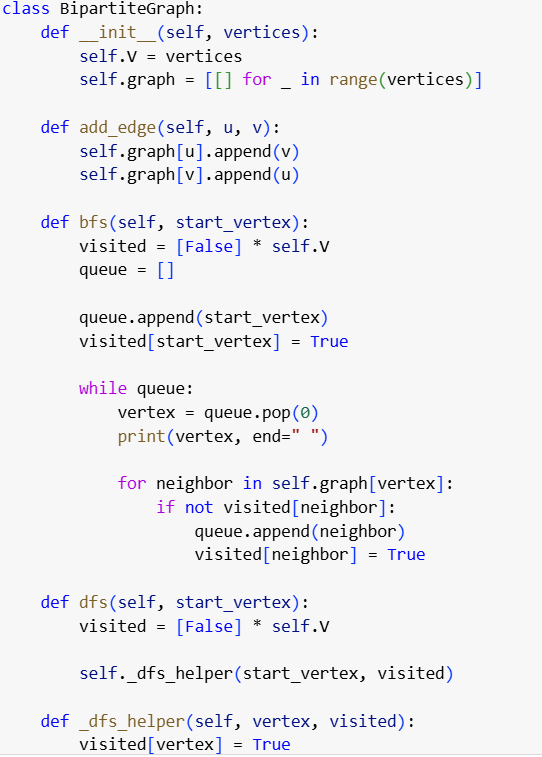 class BipartiteGraph:
    def __init__(self, vertices):
        self.V = vertices
        self.graph = [[] for _ in range(vertices)]

    def add_edge(self, u, v):
        self.graph[u].append(v)
        self.graph[v].append(u)

    def bfs(self, start_vertex):
        visited = [False] * self.V
        queue = []

        queue.append(start_vertex)
        visited[start_vertex] = True

        while queue:
            vertex = queue.pop(0)
            print(vertex, end=" ")

            for neighbor in self.graph[vertex]:
                if not visited[neighbor]:
                    queue.append(neighbor)
                    visited[neighbor] = True

    def dfs(self, start_vertex):
        visited = [False] * self.V

        self._dfs_helper(start_vertex, visited)

    def _dfs_helper(self, vertex, visited):
        visited[vertex] = True